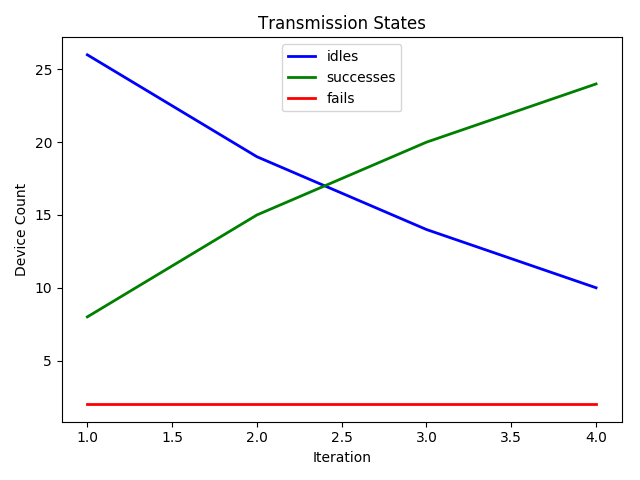 Transmission States
idles
successes
fails
Device Count
25
20
15
10
5
1.0 1.5 2.0 2.5 3.0 3.5 4.0
Iteration